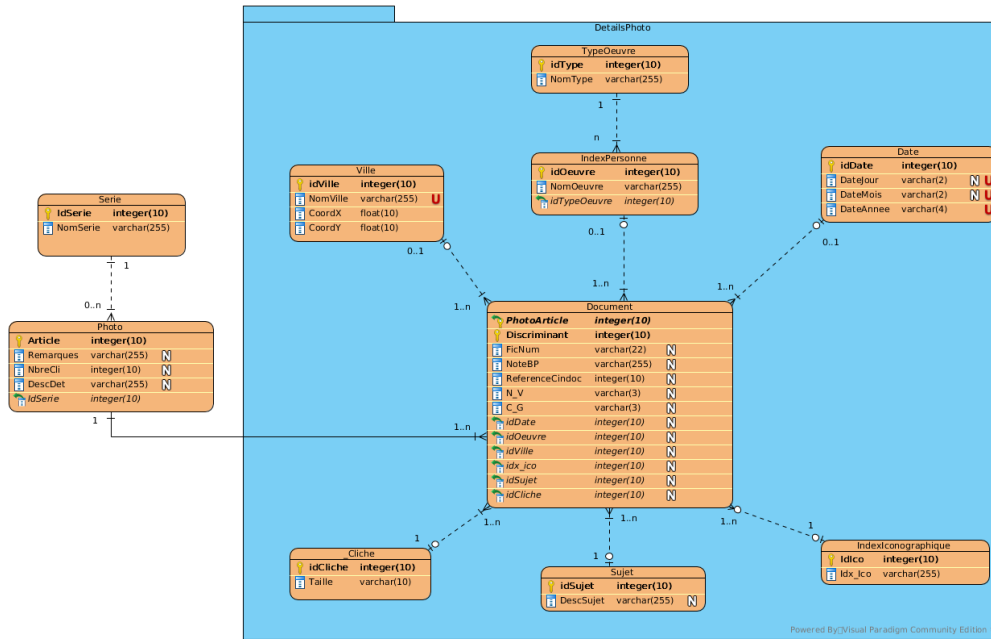 DetailsPhoto
TypeOeuvre
idType integer(10)
NomType varchar(255)
1
n
IndexPersonne
idOeuvre integer(10)
NomOeuvre varchar(255)
idTypeOeuvre integer(10)
0..1
1..n
Ville
idVille integer(10)
NomVille varchar(255) U
CoordX float(10)
CoordY float(10)
0..1
1..n
Date
idDate integer(10)
DateJour varchar(2) N U
DateMois varchar(2) N U
DateAnnee varchar(4) U
0..1
1..n
Serie
IdSerie integer(10)
NomSerie varchar(255)
1
0..n
Photo
Article integer(10)
Remarques varchar(255) N
NbreCli integer(10) N
DescDet varchar(255) N
IdSerie integer(10)
1
1..n
Document
PhotoArticle integer(10)
Discriminant integer(10)
FicNum varchar(22) N
NoteBP varchar(255) N
ReferenceCindoc integer(10) N
N_V varchar(3) N
C_G varchar(3) N
idDate integer(10) N
idOeuvre integer(10) N
idVille integer(10) N
idx_ico integer(10) N
idSujet integer(10) N
idCliche integer(10) N
1..n
1
1..n
1
1..n
1
_Cliche
idCliche integer(10)
Taille varchar(10)
Sujet
idSujet integer(10)
DescSujet varchar(255) N
IndexIconographique
IdIco integer(10)
Idx_Ico varchar(255)
Powered By Visual Paradigm Community Edition